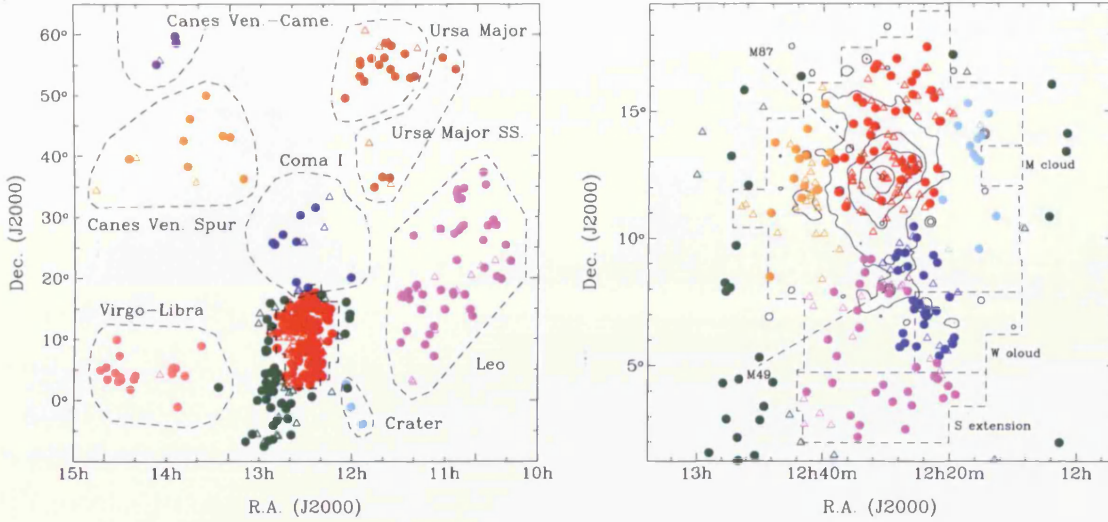 Canes Ven.-Came.
Ursa Major
Ursa Major SS.
Coma I
Canes Ven. Spur
Virgo-Libra
Leo
Crater
60°
50°
40°
30°
20°
10°
0°
Dec. (J2000)
15h
14h
13h
12h
11h
10h
R.A. (J2000)
M87
M cloud
W cloud
M49
S extension
15°
10°
5°
Dec. (J2000)
13h
12h40m
12h20m
12h
R.A. (J2000)